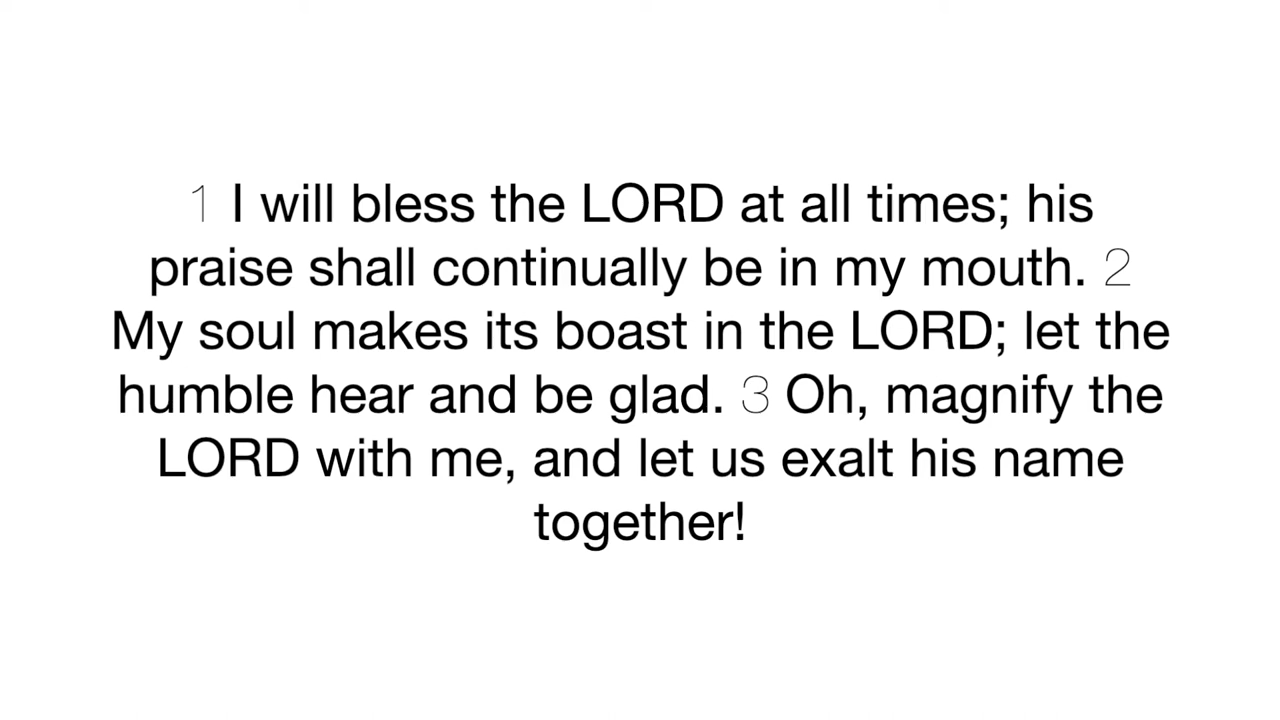 1 I will bless the LORD at all times; his
praise shall continually be in my mouth. 2
My soul makes its boast in the LORD; let the
humble hear and be glad. 3 Oh, magnify the
LORD with me, and let us exalt his name
together!